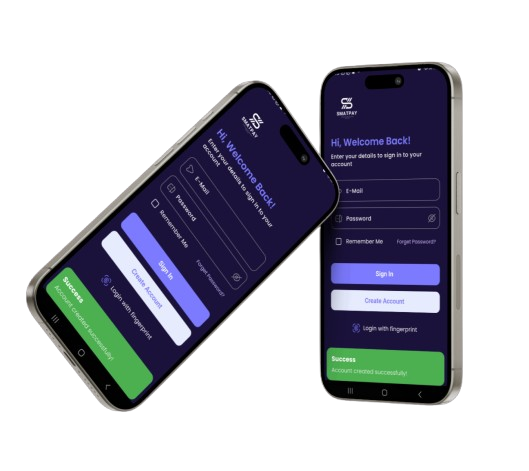 SMATPAY
Hi, Welcome Back!
Enter your details to sign in to your
account
E-Mail
Password
Remember Me
Forget Password?
Sign In
Create Account
Login with fingerprint
Success
Account created successfully!
SMATPAY
Hi, Welcome Back!
Enter your details to sign in to your
account
E-Mail
Password
Remember Me Forget Password?
Sign In
Create Account
Login with fingerprint
Success
Account created successfully!